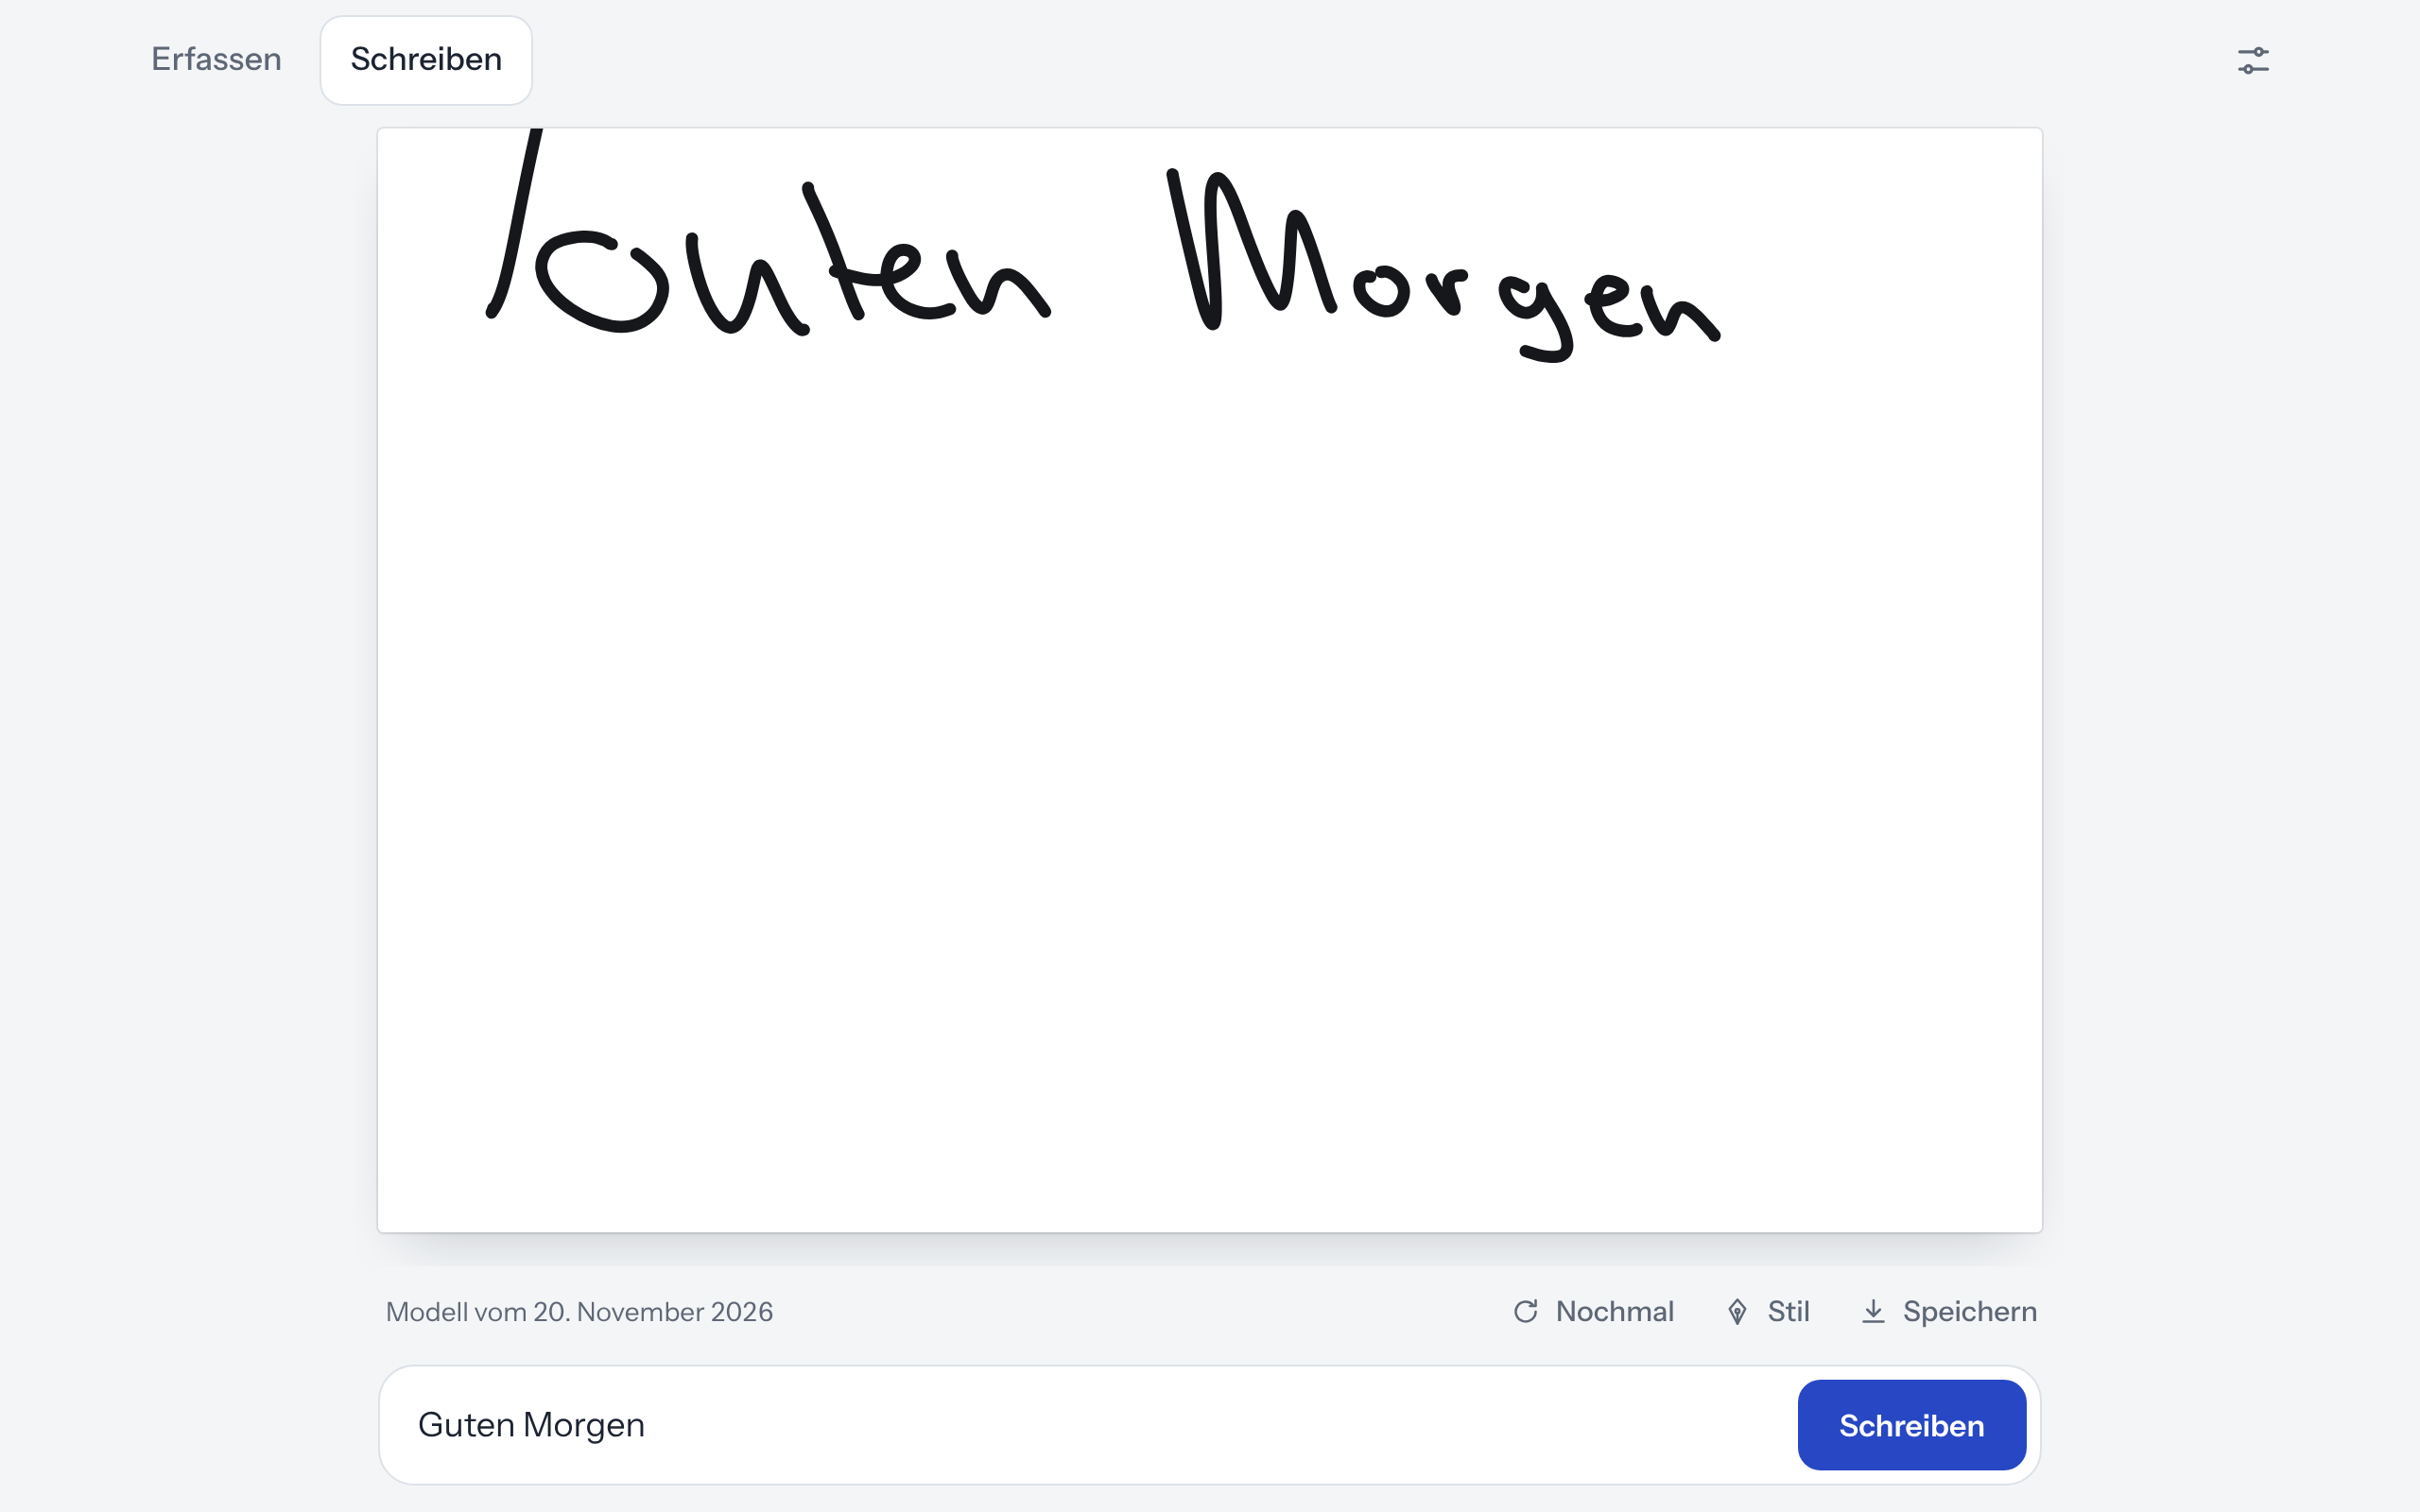 Erfassen Schreiben
Guten Morgen
Modell vom 20. November 2026 Nochmal Stil Speichern
Guten Morgen Schreiben